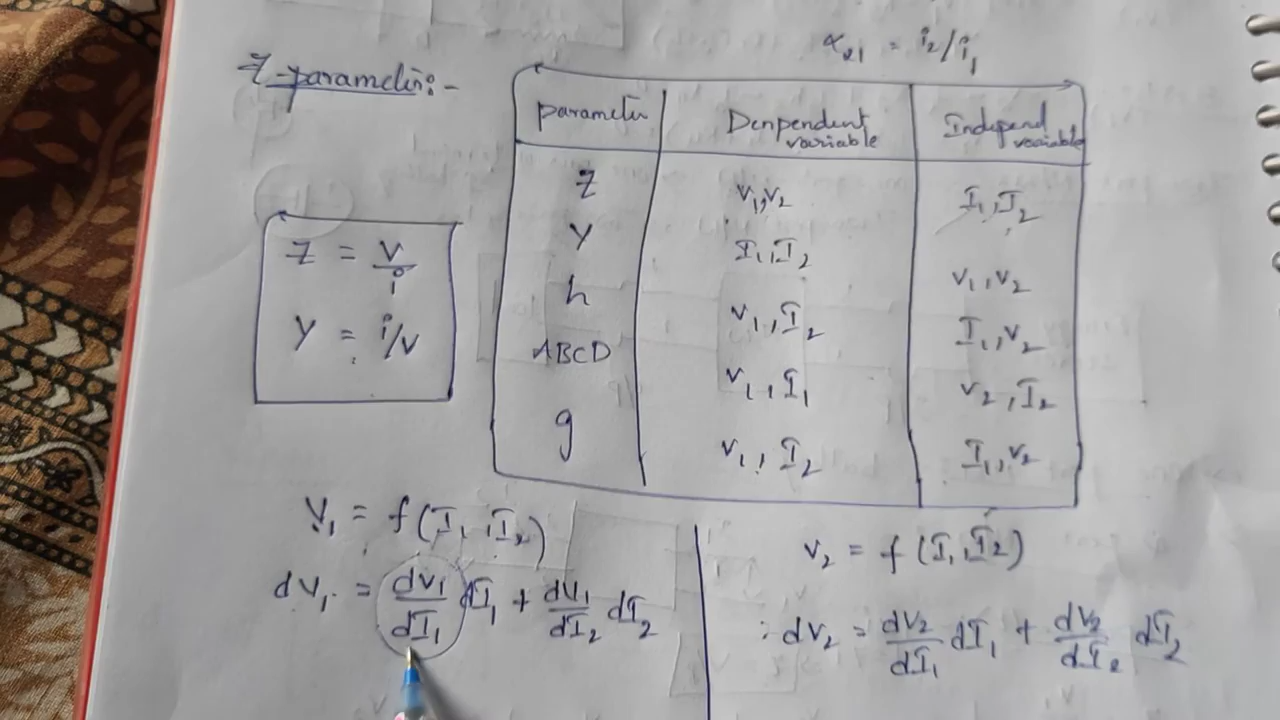 α21 = i2/i1
Z-parameter:-
parameter Denpendent variable Independ variable
Z V1,V2 I1,I2
Y I1,I2 V1,V2
h V1,I2 I1,V2
ABCD V1,I1 V2,I2
g V1,I2 I1,V2
Z = V/i
Y = i/v
V1 = f(I1,I2)
dV1 = dV1/dI1 dI1 + dV1/dI2 dI2
V2 = f(I1,I2)
dV2 = dV2/dI1 dI1 + dV2/dI2 dI2